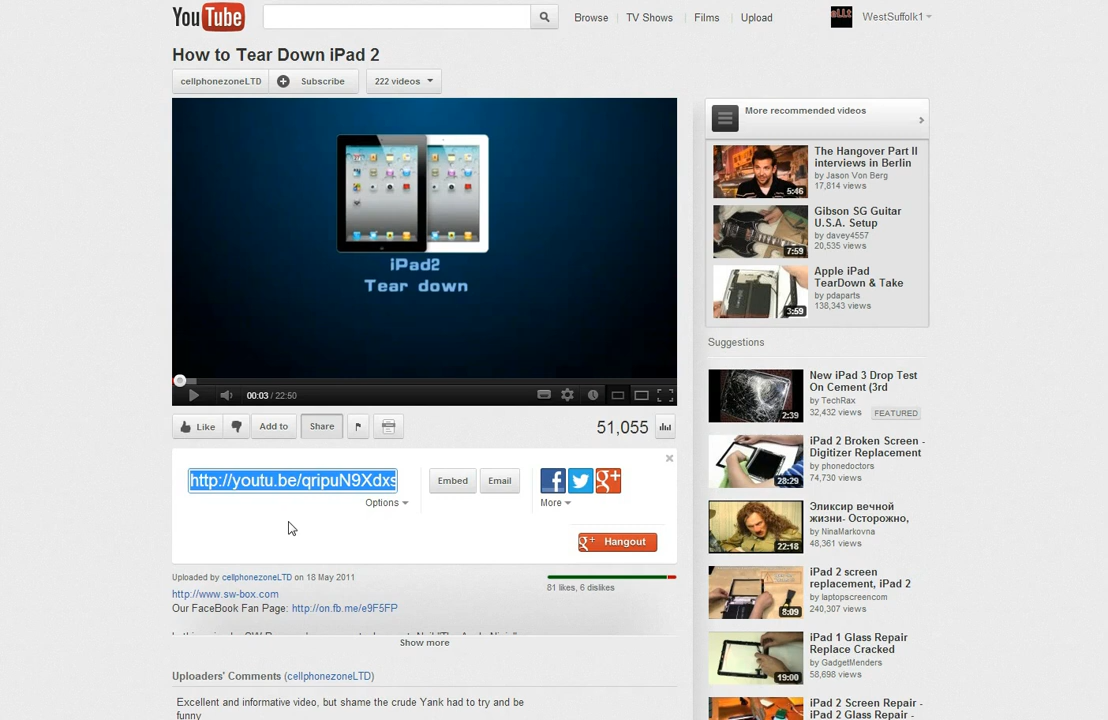 YouTube
Browse
TV Shows
Films
Upload
WestSuffolk1
How to Tear Down iPad 2
cellphonezoneLTD
Subscribe
222 videos
iPad2
Tear down
00:03 / 22:50
Like
Add to
Share
51,055
http://youtu.be/qripuN9Xdxs
Options
Embed
Email
More
Hangout
Uploaded by cellphonezoneLTD on 18 May 2011
http://www.sw-box.com
Our FaceBook Fan Page: http://on.fb.me/e9F5FP
81 likes, 6 dislikes
Show more
Uploaders' Comments (cellphonezoneLTD)
Excellent and informative video, but shame the crude Yank had to try and be
funny
More recommended videos
The Hangover Part II
interviews in Berlin
by Jason Von Berg
17,814 views
5:46
Gibson SG Guitar
U.S.A. Setup
by davey4557
20,535 views
7:59
Apple iPad
TearDown & Take
by pdaparts
138,343 views
3:59
Suggestions
New iPad 3 Drop Test
On Cement (3rd
by TechRax
32,432 views
FEATURED
2:39
iPad 2 Broken Screen -
Digitizer Replacement
by phonedoctors
74,730 views
28:29
Эликсир вечной
жизни- Осторожно,
by NinaMarkovna
48,361 views
22:18
iPad 2 screen
replacement, iPad 2
by laptopscreencom
240,307 views
8:09
iPad 1 Glass Repair
Replace Cracked
by GadgetMenders
58,698 views
19:00
iPad 2 Screen Repair -
iPad 2 Glass Repair -